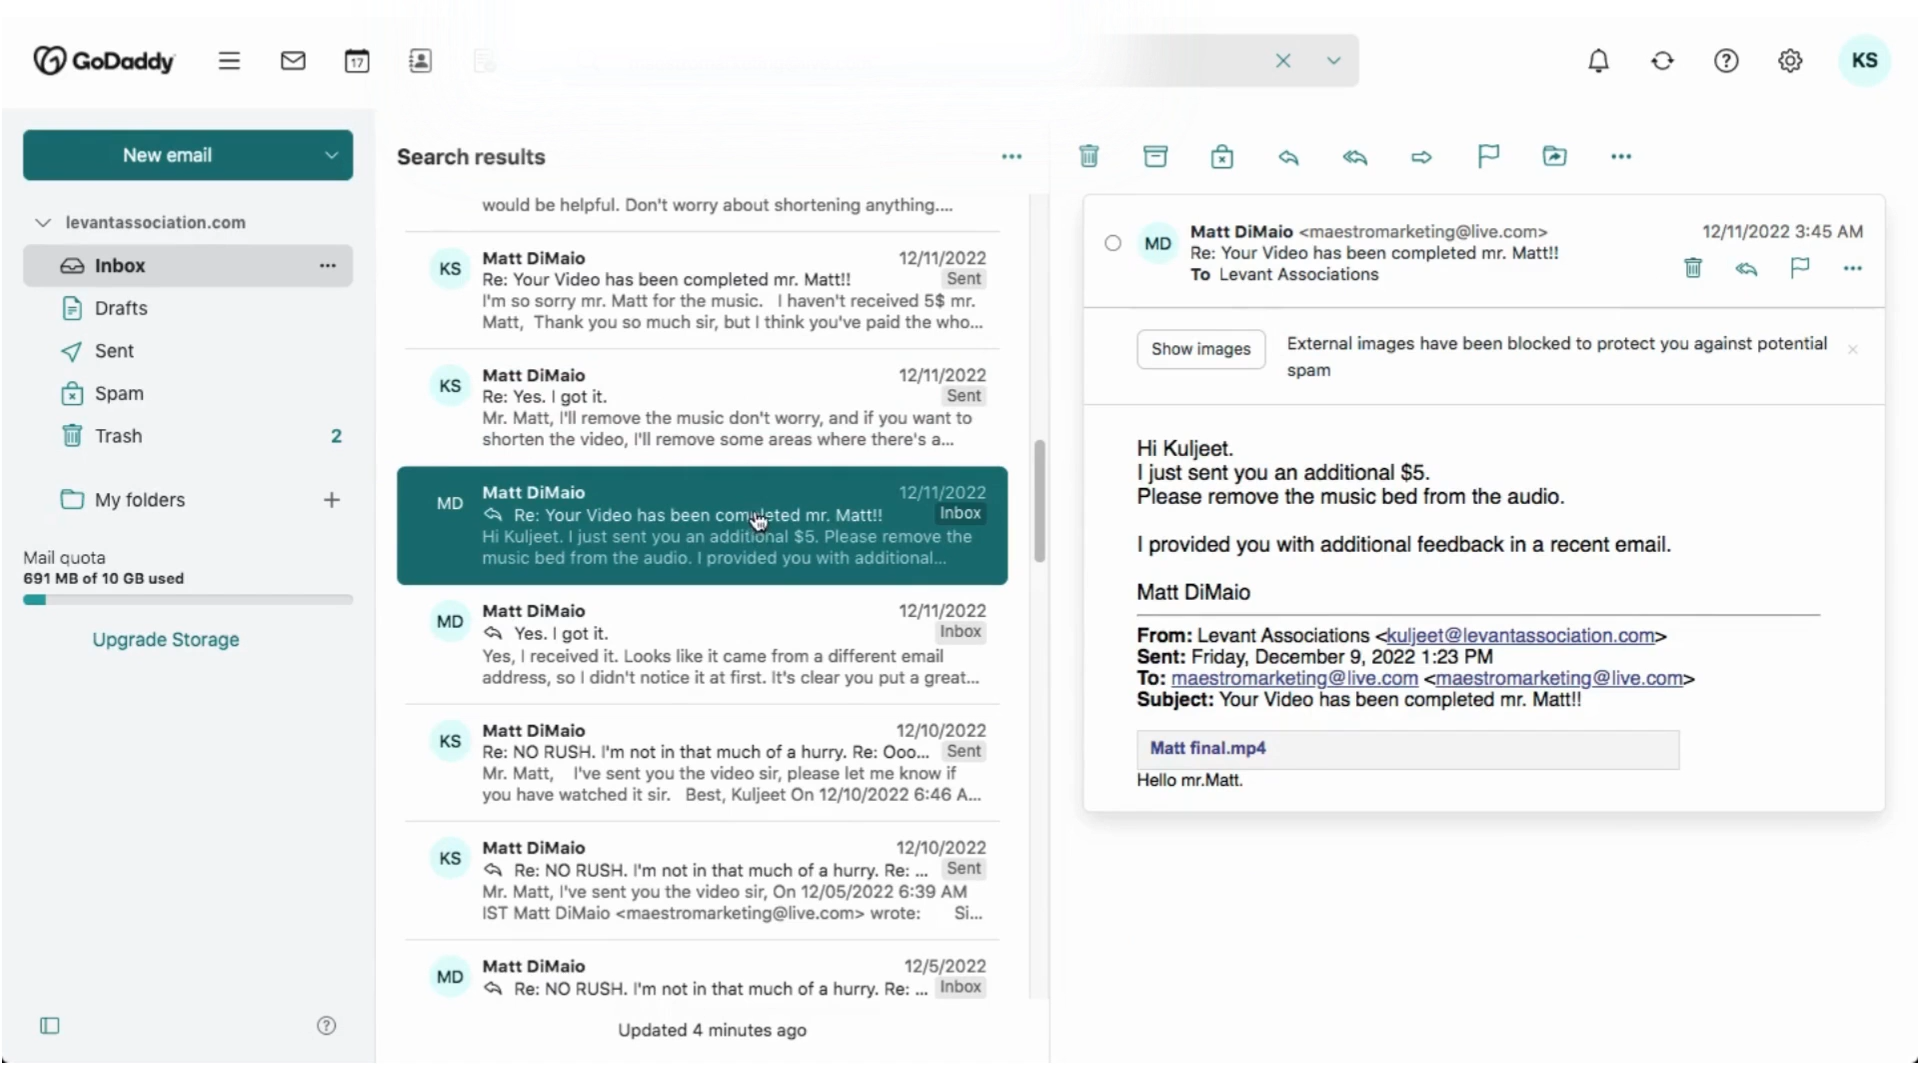 GoDaddy
17
KS
New email
levantassociation.com
Inbox
Drafts
Sent
Spam
Trash 2
My folders
Mail quota
691 MB of 10 GB used
Upgrade Storage
Search results
would be helpful. Don't worry about shortening anything....
KS
Matt DiMaio 12/11/2022
Re: Your Video has been completed mr. Matt!! Sent
I'm so sorry mr. Matt for the music. I haven't received 5$ mr.
Matt, Thank you so much sir, but I think you've paid the who...
KS
Matt DiMaio 12/11/2022
Re: Yes. I got it. Sent
Mr. Matt, I'll remove the music don't worry, and if you want to
shorten the video, I'll remove some areas where there's a...
MD
Matt DiMaio 12/11/2022
Re: Your Video has been completed mr. Matt!! Inbox
Hi Kuljeet. I just sent you an additional $5. Please remove the
music bed from the audio. I provided you with additional...
MD
Matt DiMaio 12/11/2022
Yes. I got it. Inbox
Yes, I received it. Looks like it came from a different email
address, so I didn't notice it at first. It's clear you put a great...
KS
Matt DiMaio 12/10/2022
Re: NO RUSH. I'm not in that much of a hurry. Re: Ooo... Sent
Mr. Matt, I've sent you the video sir, please let me know if
you have watched it sir. Best, Kuljeet On 12/10/2022 6:46 A...
KS
Matt DiMaio 12/10/2022
Re: NO RUSH. I'm not in that much of a hurry. Re: ... Sent
Mr. Matt, I've sent you the video sir, On 12/05/2022 6:39 AM
IST Matt DiMaio <maestromarketing@live.com> wrote: Si...
MD
Matt DiMaio 12/5/2022
Re: NO RUSH. I'm not in that much of a hurry. Re: ... Inbox
Updated 4 minutes ago
MD
Matt DiMaio <maestromarketing@live.com> 12/11/2022 3:45 AM
Re: Your Video has been completed mr. Matt!!
To Levant Associations
Show images
External images have been blocked to protect you against potential
spam
Hi Kuljeet.
I just sent you an additional $5.
Please remove the music bed from the audio.
I provided you with additional feedback in a recent email.
Matt DiMaio
From: Levant Associations <kuljeet@levantassociation.com>
Sent: Friday, December 9, 2022 1:23 PM
To: maestromarketing@live.com <maestromarketing@live.com>
Subject: Your Video has been completed mr. Matt!!
Matt final.mp4
Hello mr.Matt.